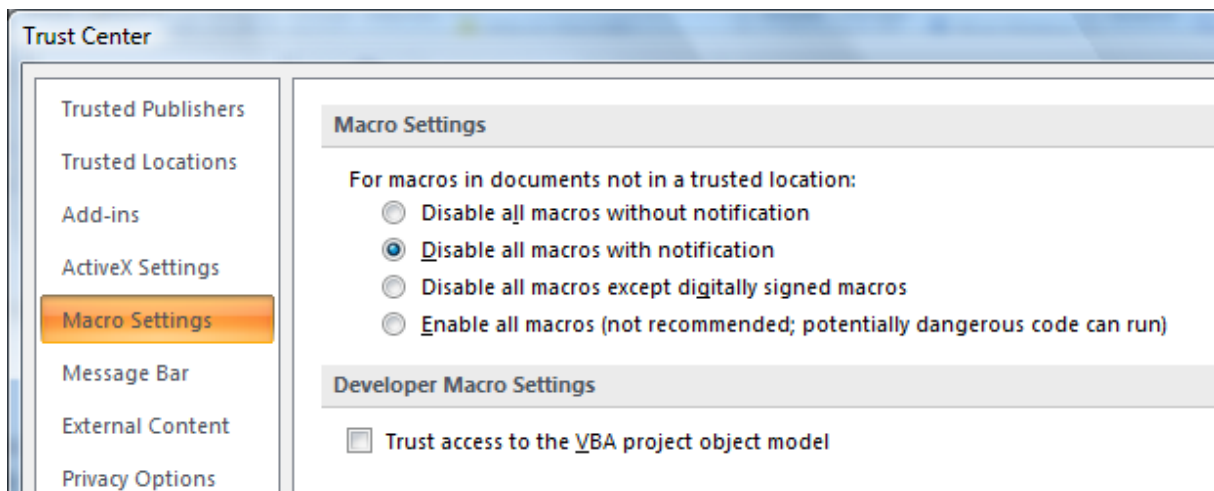 Trust Center
Trusted Publishers
Trusted Locations
Add-ins
ActiveX Settings
Macro Settings
Message Bar
External Content
Privacy Options
Macro Settings
For macros in documents not in a trusted location:
Disable all macros without notification
Disable all macros with notification
Disable all macros except digitally signed macros
Enable all macros (not recommended; potentially dangerous code can run)
Developer Macro Settings
Trust access to the VBA project object model